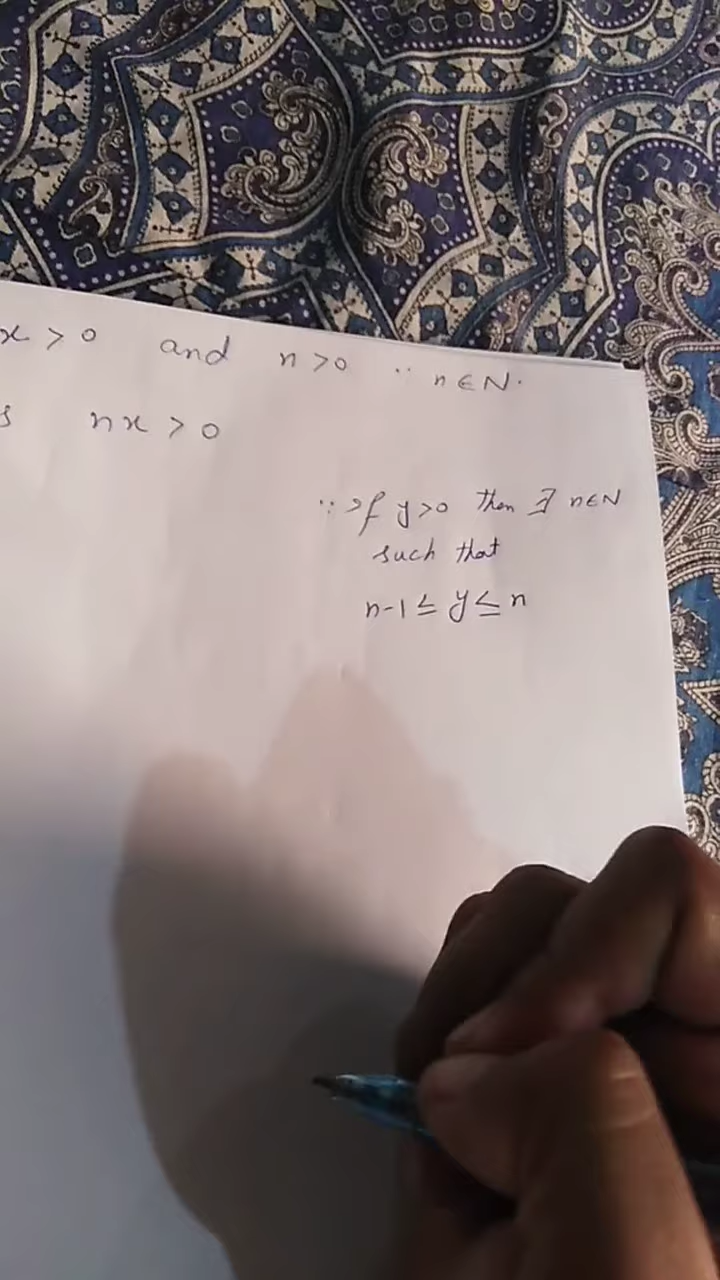 x > 0 and n > 0 ∵ n ∈ N.
s nx > 0
∵ If y > 0 then ∃ n ∈ N
such that
n-1 ≤ y ≤ n